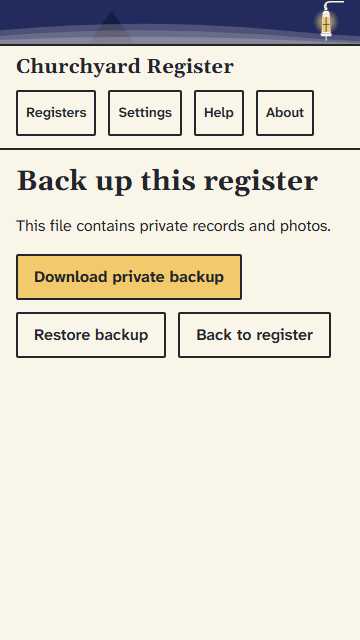 Churchyard Register
Registers Settings Help About
Back up this register
This file contains private records and photos.
Download private backup
Restore backup Back to register